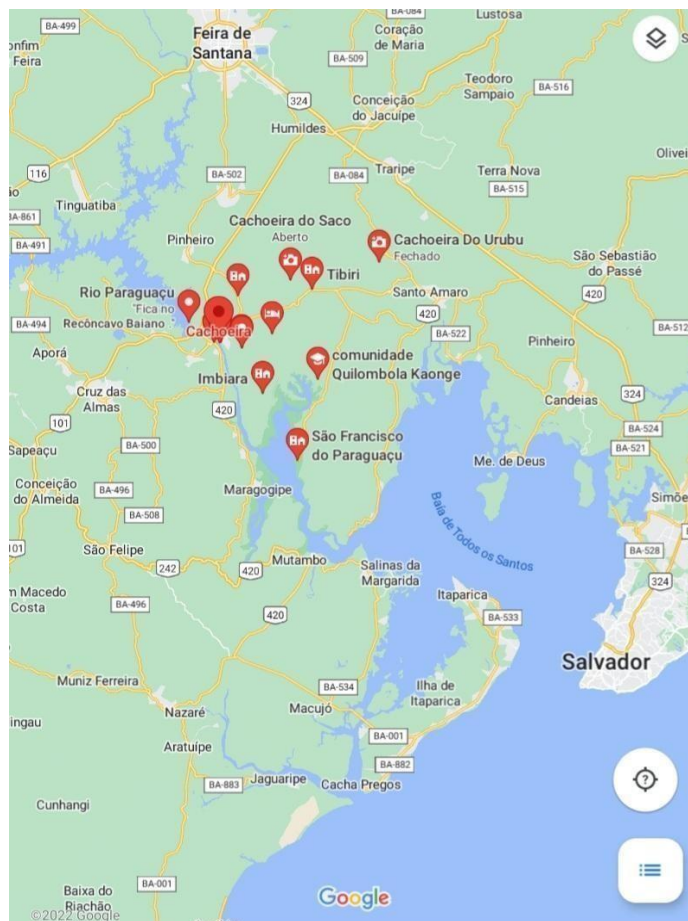 BA-499
BA-084
Lustosa
Feira de
Santana
Coração
de Maria
onfim
Feira
BA-509
Teodoro
Sampaio
BA-516
324
Conceição
do Jacuípe
Humildes
Olivei
116
BA-502
BA-084
Traripe
Terra Nova
BA-515
ão
Tinguatiba
BA-861
Cachoeira do Saco
Aberto
Cachoeira Do Urubu
Fechado
BA-491
Pinheiro
São Sebastião
do Passé
Tibiri
Rio Paraguaçu
"Fica no
Santo Amaro
420
420
BA-494
Recôncavo Baiano
Cachoeira
BA-522
BA-512
Aporá
Pinheiro
comunidade
Quilombola Kaonge
Imbiara
Cruz das
Almas
324
Candeias
420
101
BA-524
Sapeaçu
BA-500
São Francisco
do Paraguaçu
BA-521
Me. de Deus
Conceição
do Almeida
BA-496
Maragogipe
Simõe
BA-508
Baía de Todos os Santos
101
São Felipe
BA-528
242
420
Mutambo
Salinas da
Margarida
324
m Macedo
Costa
BA-496
Itaparica
420
BA-533
Salvador
Muniz Ferreira
BA-534
Ilha de
Itaparica
Nazaré
Macujó
ingau
BA-001
Aratuípe
BA-882
BA-883
Jaguaripe
Cacha Pregos
Cunhangi
BA-001
Baixa do
Riachão
Google
©2022 Google